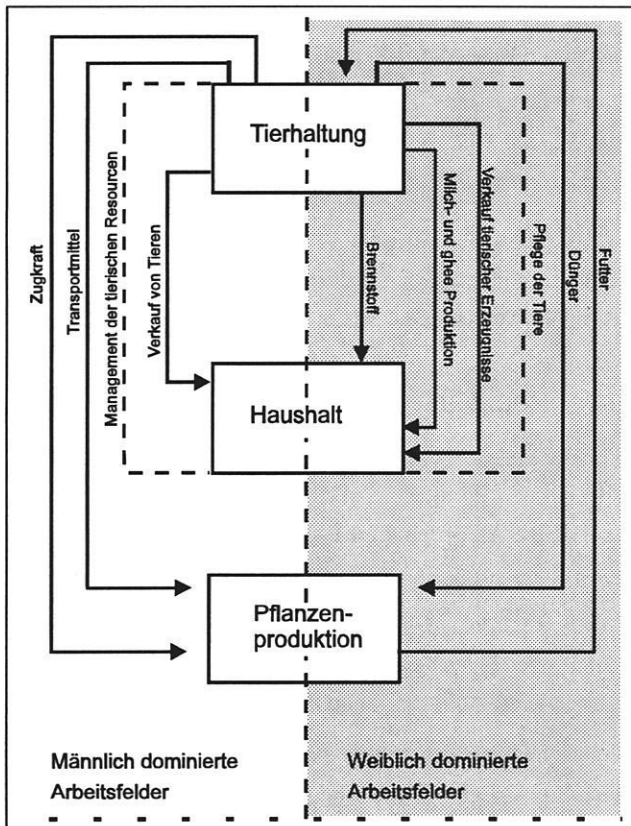 Tierhaltung
Zugkraft
Transportmittel
Management der tierischen Resourcen
Verkauf von Tieren
Brennstoff
Milch- und ghee Produktion
Verkauf tierischer Erzeugnisse
Pflege der Tiere
Dünger
Futter
Haushalt
Pflanzen-
produktion
Männlich dominierte
Arbeitsfelder
Weiblich dominierte
Arbeitsfelder